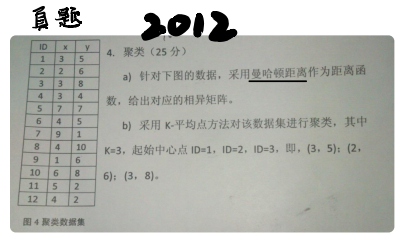 真题 2012
ID x y
1 3 5
2 2 6
3 3 8
4 3 4
5 7 7
6 4 5
7 9 1
8 4 10
9 1 6
10 6 8
11 5 2
12 4 2
图 4 聚类数据集
4. 聚类（25 分）
a) 针对下图的数据，采用曼哈顿距离作为距离函
数，给出对应的相异矩阵。
b) 采用 K-平均点方法对该数据集进行聚类，其中
K=3，起始中心点 ID=1，ID=2，ID=3，即，(3，5)；(2，
6)；(3，8)。